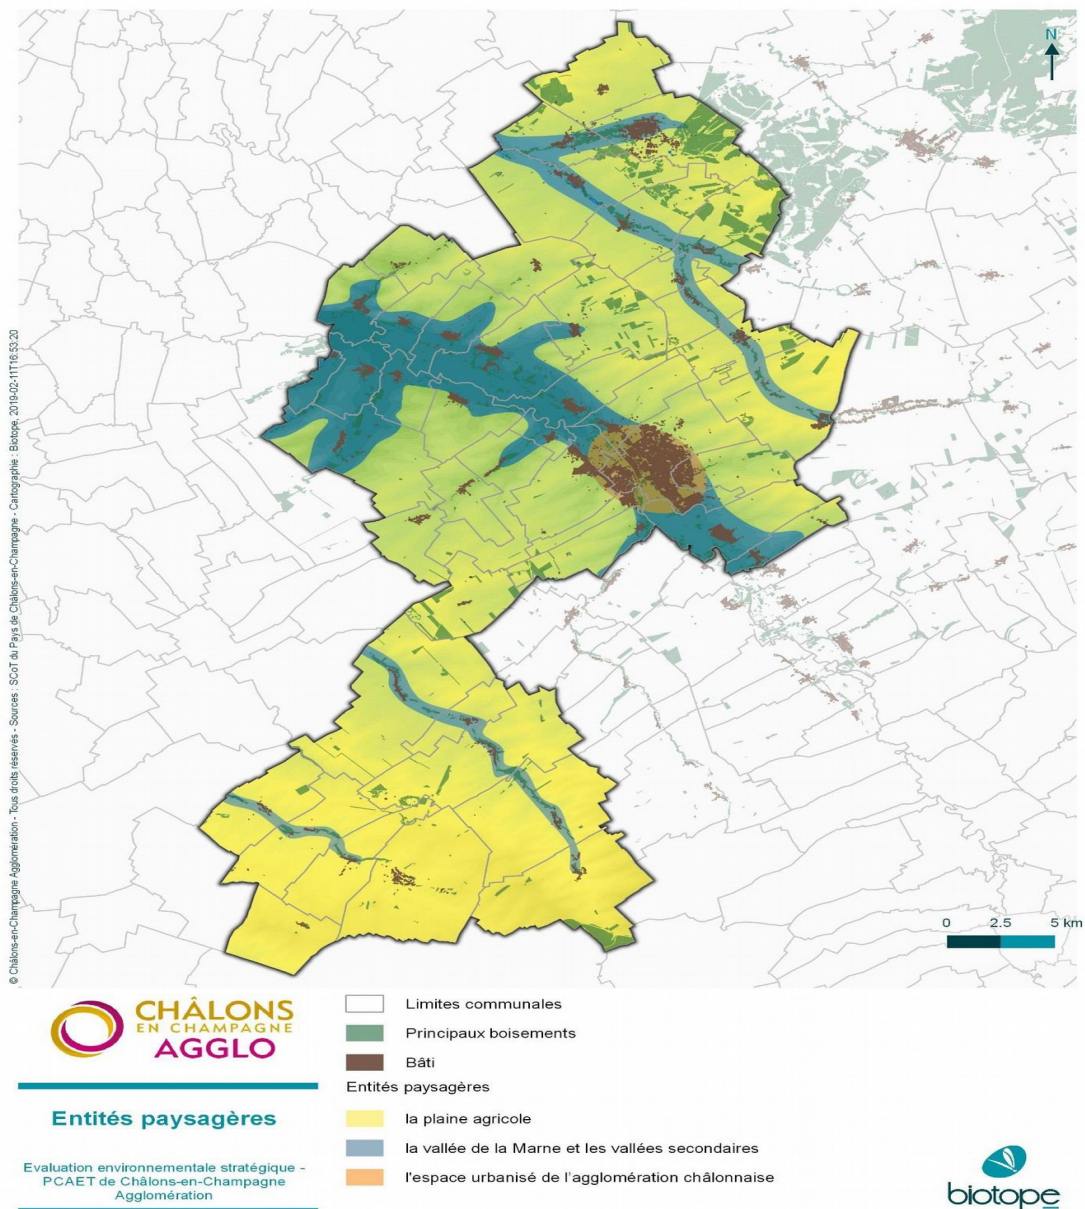 N
© Châlons-en-Champagne Agglomération - Tous droits réservés - Sources : SCoT du Pays de Châlons-en-Champagne - Cartographie : Biotope, 2019-02-11T16:53:20
0 2.5 5 km
CHÂLONS
EN CHAMPAGNE
AGGLO
Entités paysagères
Evaluation environnementale stratégique -
PCAET de Châlons-en-Champagne
Agglomération
Limites communales
Principaux boisements
Bâti
Entités paysagères
la plaine agricole
la vallée de la Marne et les vallées secondaires
l'espace urbanisé de l'agglomération châlonnaise
biotope